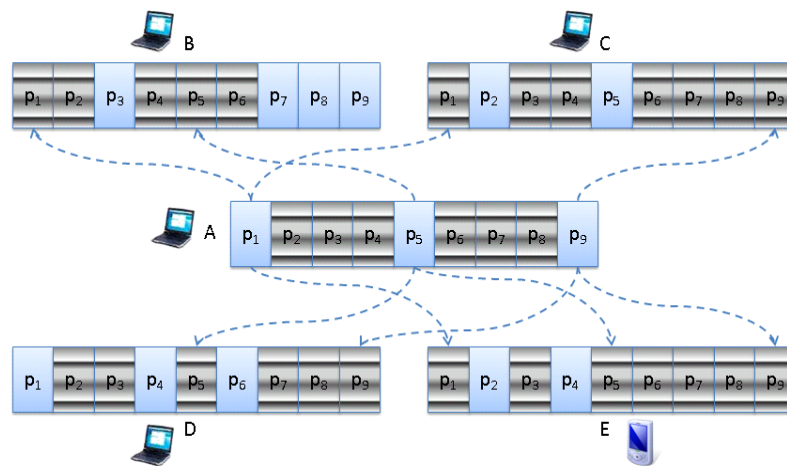 B
C
p₁ p₂ p₃ p₄ p₅ p₆ p₇ p₈ p₉
p₁ p₂ p₃ p₄ p₅ p₆ p₇ p₈ p₉
A
p₁ p₂ p₃ p₄ p₅ p₆ p₇ p₈ p₉
p₁ p₂ p₃ p₄ p₅ p₆ p₇ p₈ p₉
p₁ p₂ p₃ p₄ p₅ p₆ p₇ p₈ p₉
D
E